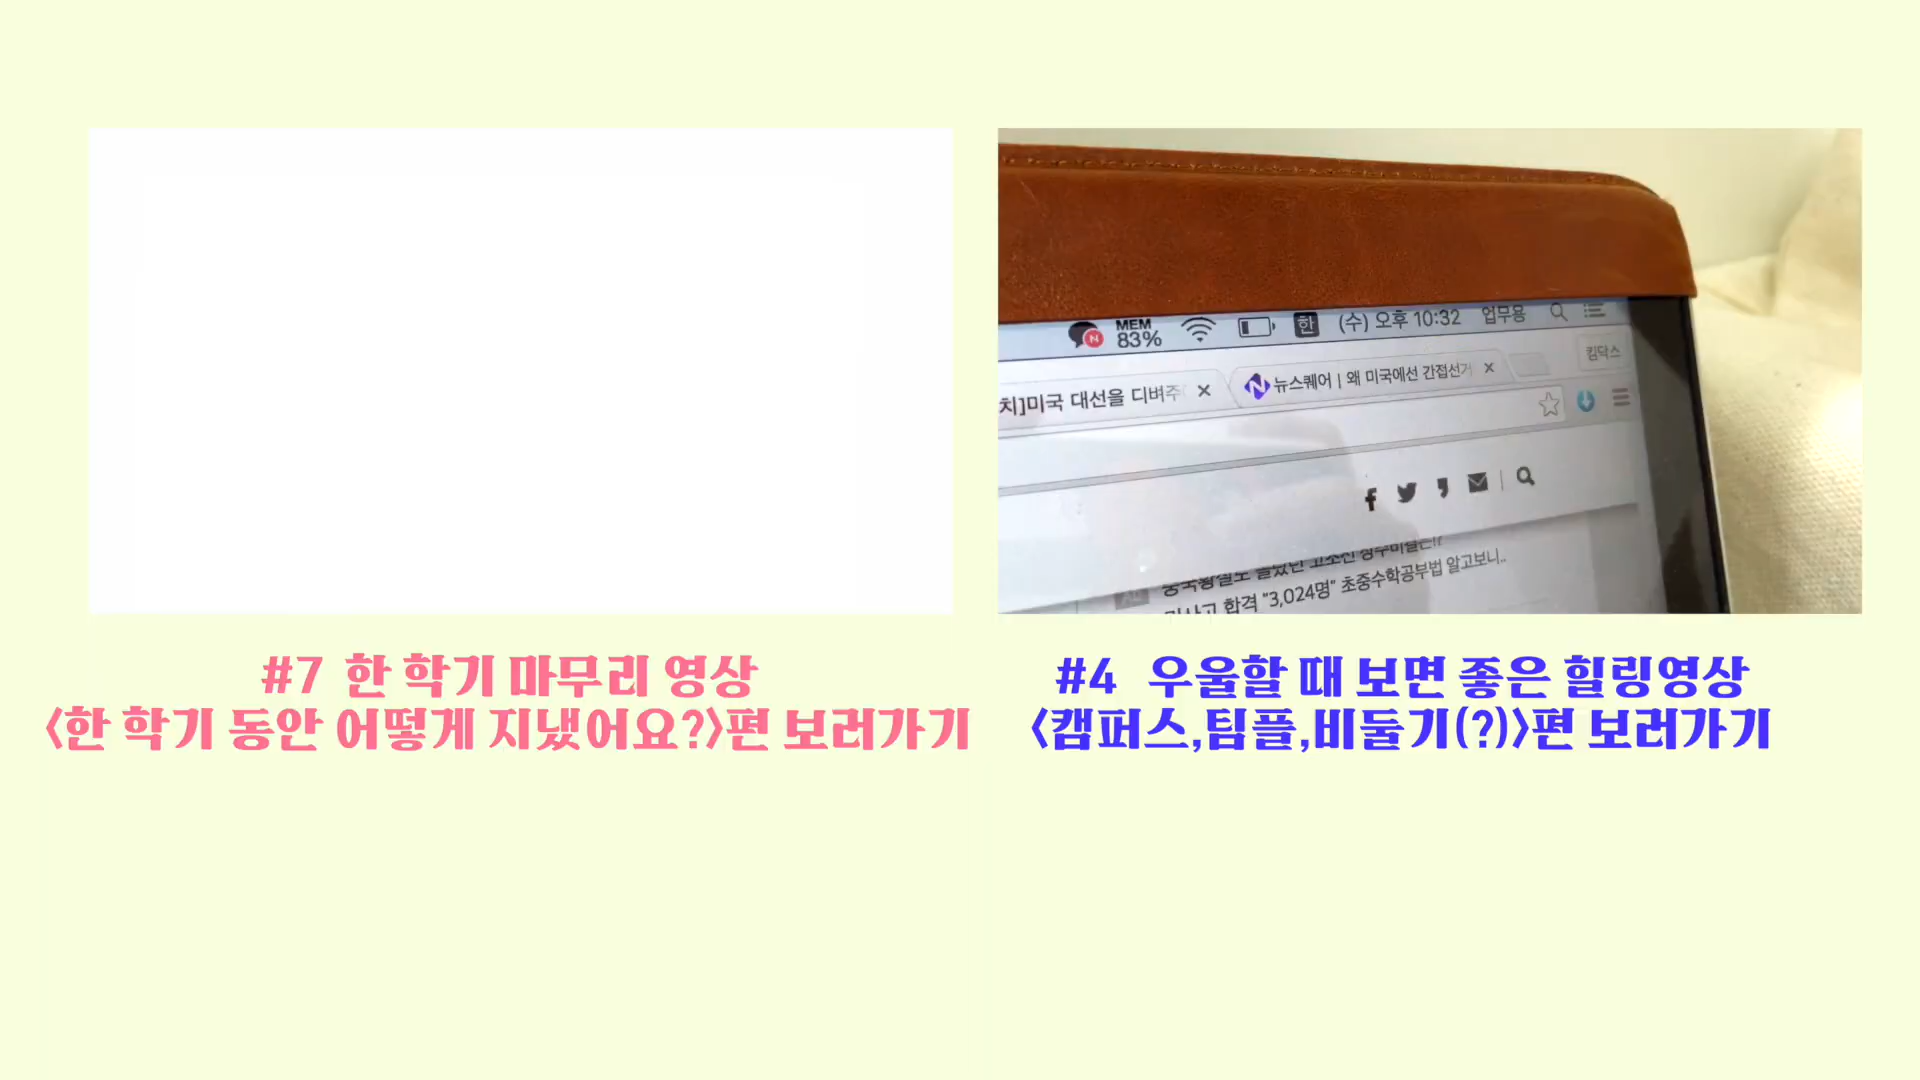 MEM
83%
한
(수) 오후 10:32
업무용
킴닥스
치]미국 대선을 디벼주
뉴스퀘어 | 왜 미국에선 간접선거
합격 "3,024명" 초중수학공부법 알고보니..
#7 한 학기 마무리 영상
<한 학기 동안 어떻게 지냈어요?>편 보러가기
#4 우울할 때 보면 좋은 힐링영상
<캠퍼스,팀플,비둘기(?)>편 보러가기